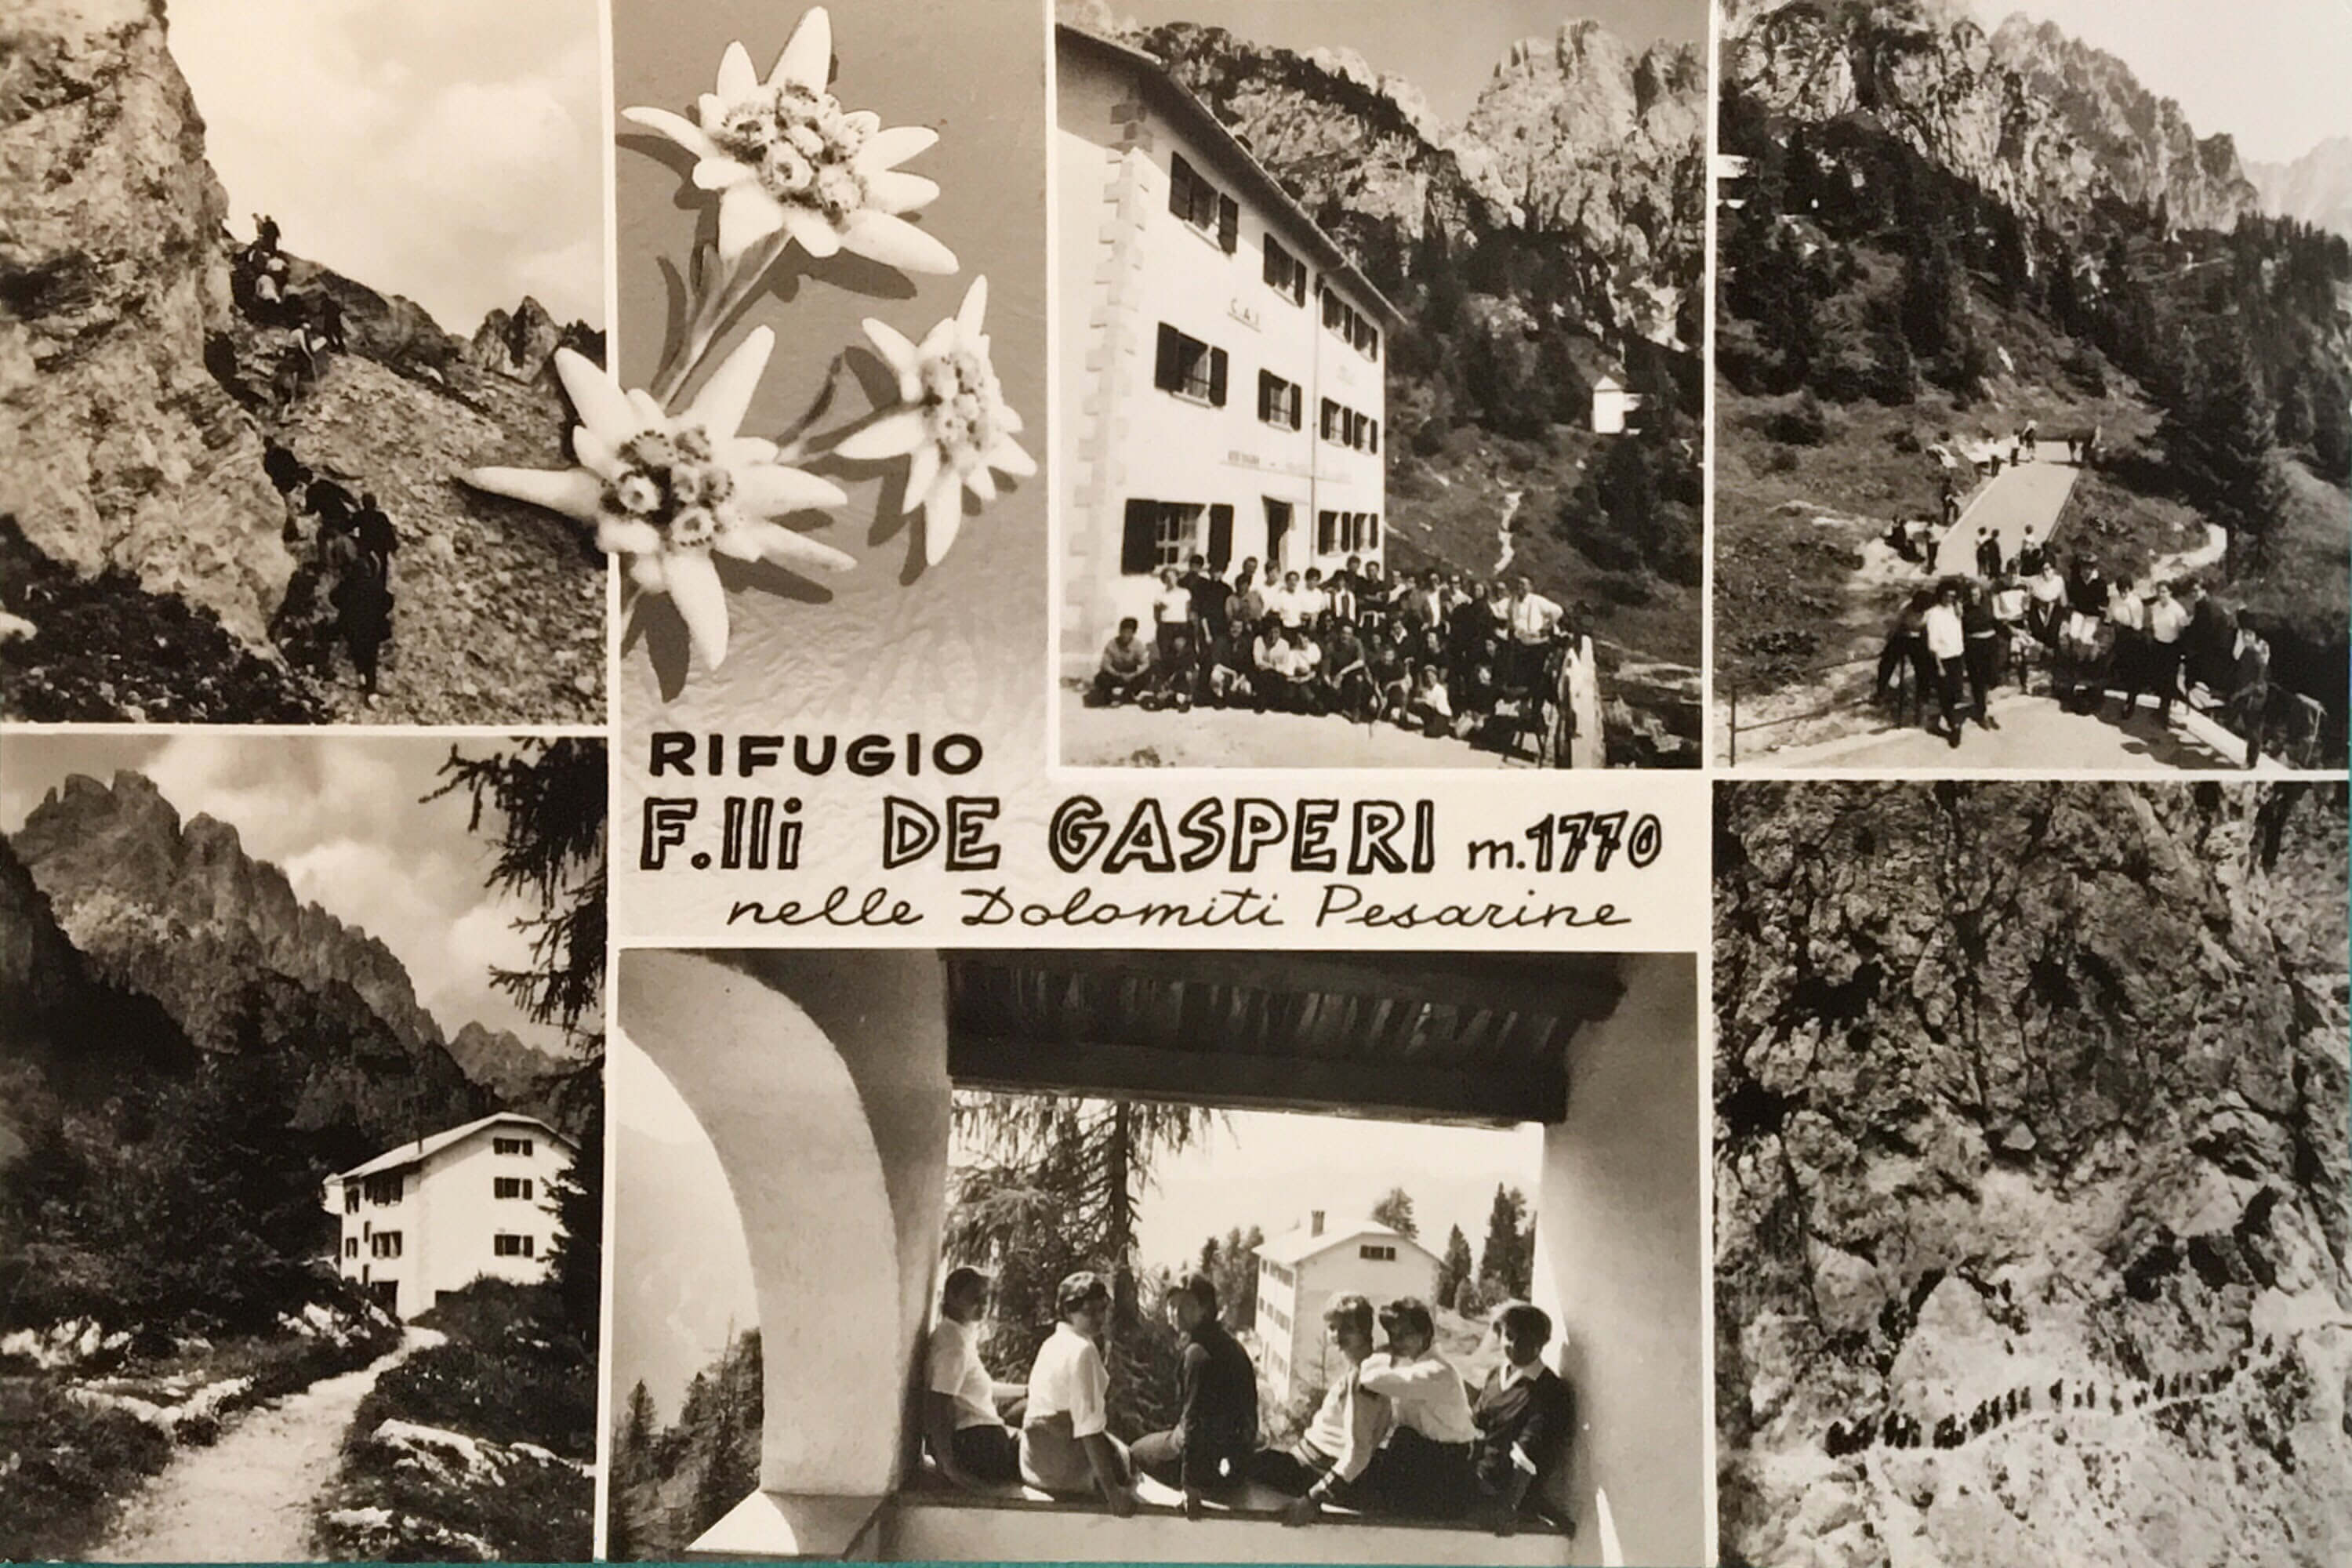 RIFUGIO
F.lli DE GASPERI m.1770
nelle Dolomiti Pesarine
C.A.I.